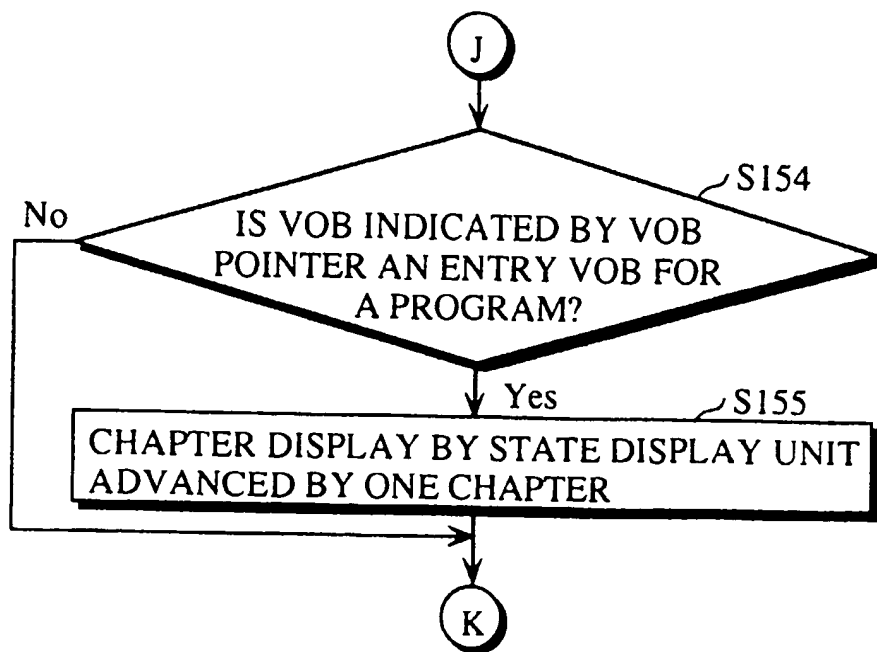 J
S154
No
IS VOB INDICATED BY VOB
POINTER AN ENTRY VOB FOR
A PROGRAM?
Yes
S155
CHAPTER DISPLAY BY STATE DISPLAY UNIT
ADVANCED BY ONE CHAPTER
K